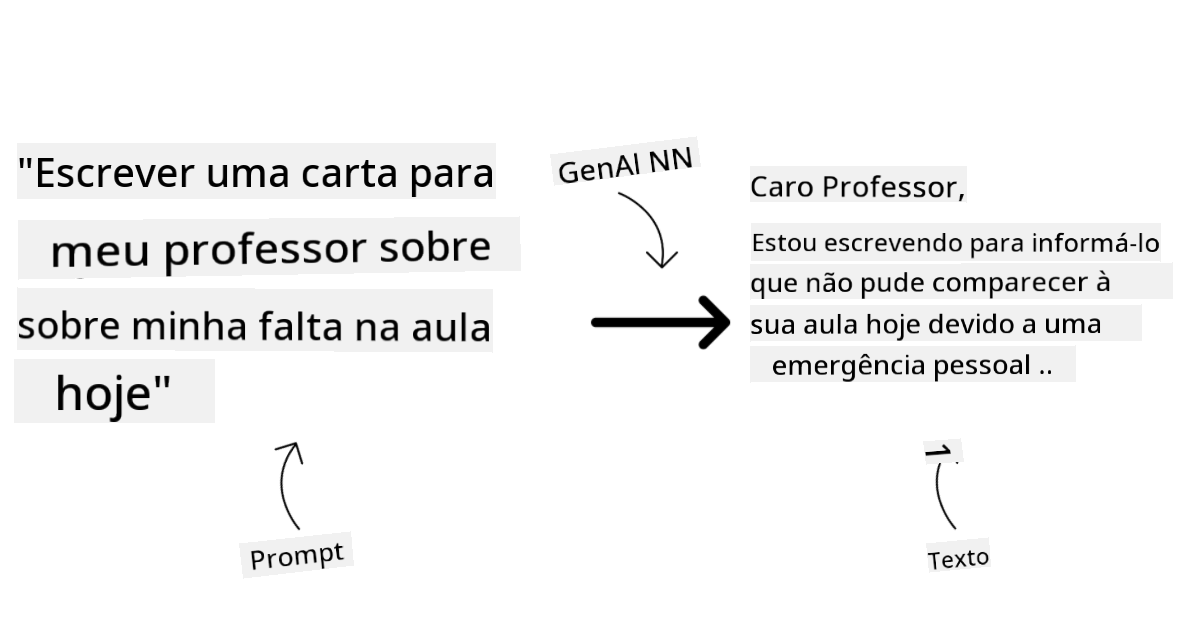 "Escrever uma carta para
meu professor sobre
sobre minha falta na aula
hoje"
Prompt
GenAI NN
Caro Professor,
Estou escrevendo para informá-lo
que não pude comparecer à
sua aula hoje devido a uma
emergência pessoal ..
Texto